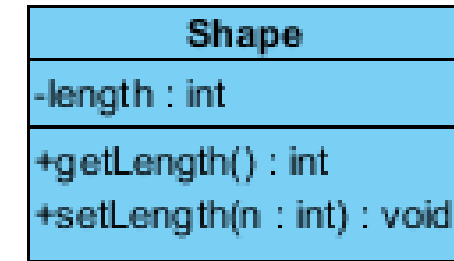 Shape
-length : int
+getLength() : int
+setLength(n : int) : void